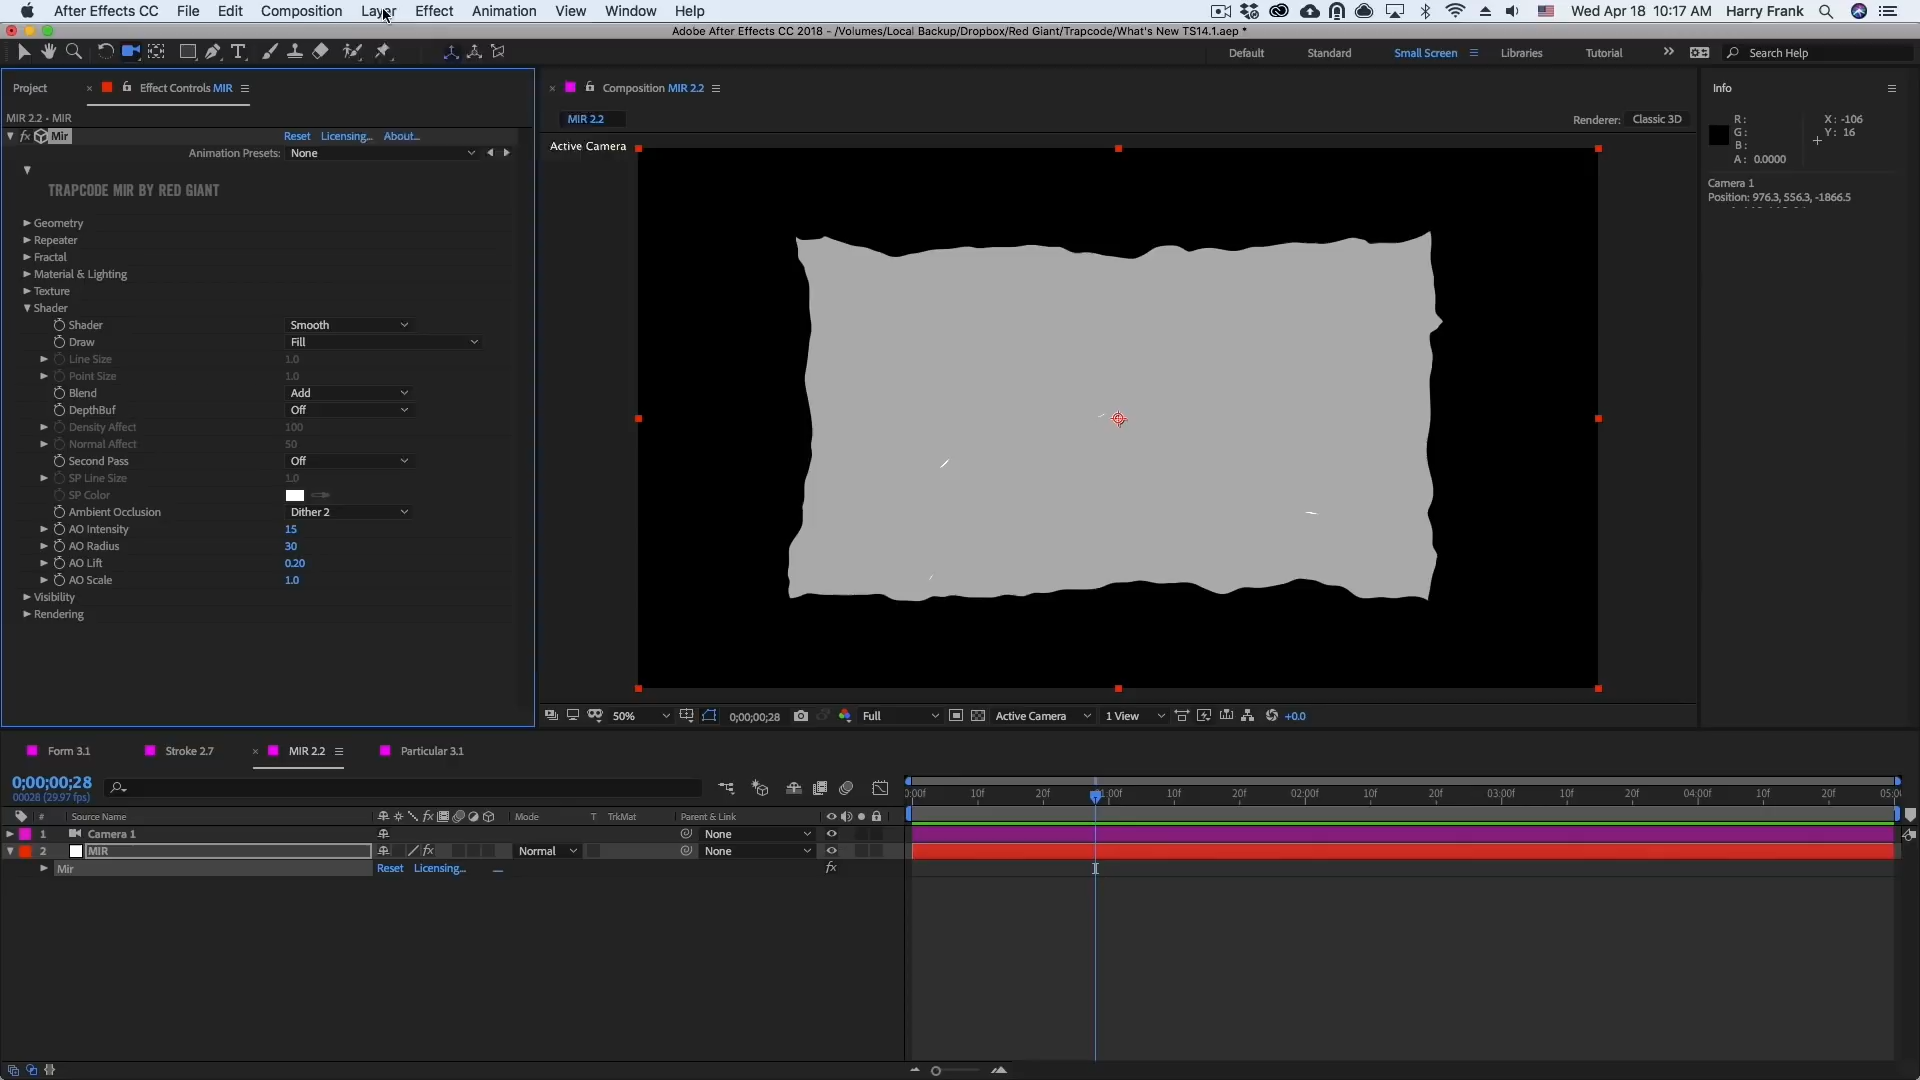 After Effects CC File Edit Composition Layer Effect Animation View Window Help Wed Apr 18 10:17 AM Harry Frank
Adobe After Effects CC 2018 - /Volumes/Local Backup/Dropbox/Red Giant/Trapcode/What's New TS14.1.aep *
Default Standard Small Screen Libraries Tutorial Search Help
Project Effect Controls MIR
MIR 2.2 • MIR
fx Mir Reset Licensing... About...
Animation Presets: None
TRAPCODE MIR BY RED GIANT
Geometry
Repeater
Fractal
Material & Lighting
Texture
Shader
Shader Smooth
Draw Fill
Line Size 1.0
Point Size 1.0
Blend Add
DepthBuf Off
Density Affect 100
Normal Affect 50
Second Pass Off
SP Line Size 1.0
SP Color
Ambient Occlusion Dither 2
AO Intensity 15
AO Radius 30
AO Lift 0.20
AO Scale 1.0
Visibility
Rendering
Composition MIR 2.2
MIR 2.2 Renderer: Classic 3D
Active Camera
50% 0;00;00;28 Full Active Camera 1 View +0.0
Info
R: X: -106
G: Y: 16
B:
A: 0.0000
Camera 1
Position: 976.3, 556.3, -1866.5
Form 3.1 Stroke 2.7 MIR 2.2 Particular 3.1
0;00;00;28
00028 (29.97 fps)
0:00f 10f 20f 01:00f 10f 20f 02:00f 10f 20f 03:00f 10f 20f 04:00f 10f 20f 05:0
# Source Name fx Mode T TrkMat Parent & Link
1 Camera 1 None
2 MIR fx Normal None
Mir Reset Licensing... fx